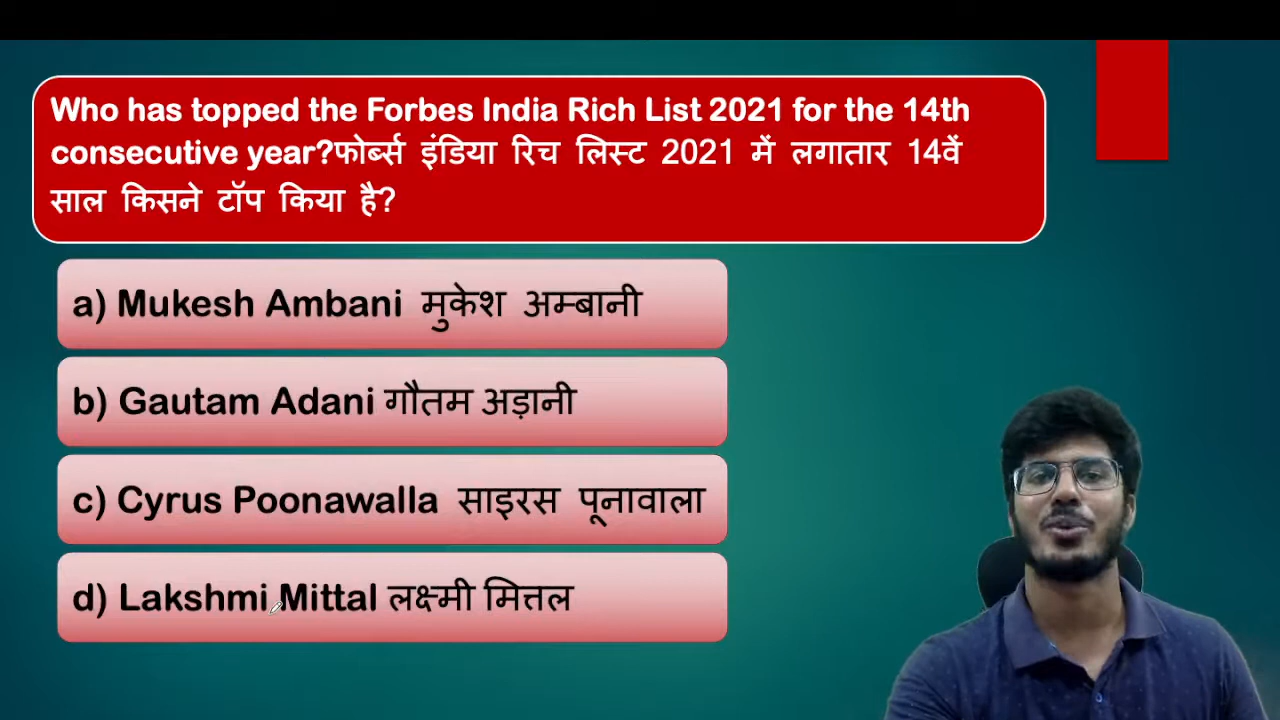 Who has topped the Forbes India Rich List 2021 for the 14th
consecutive year?फोर्ब्स इंडिया रिच लिस्ट 2021 में लगातार 14वें
साल किसने टॉप किया है?
a) Mukesh Ambani मुकेश अम्बानी
b) Gautam Adani गौतम अड़ानी
c) Cyrus Poonawalla साइरस पूनावाला
d) Lakshmi Mittal लक्ष्मी मित्तल